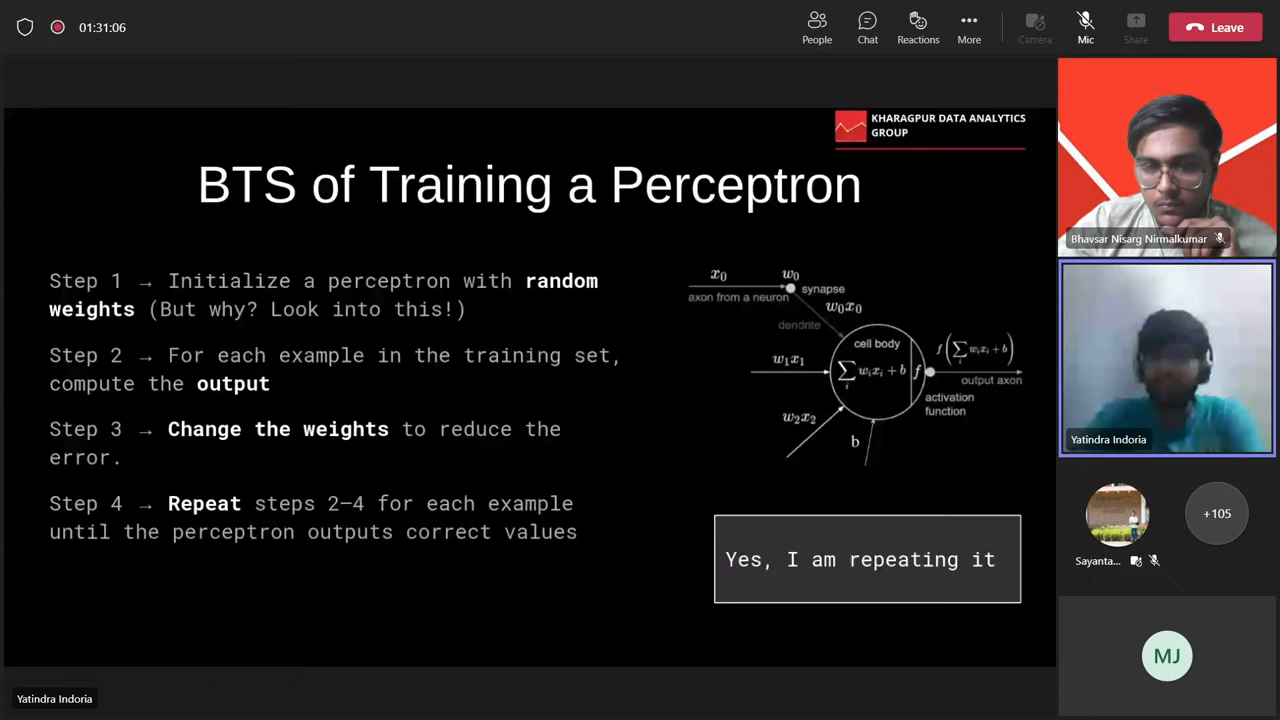 01:31:06
People
Chat
Reactions
More
Camera
Mic
Share
Leave
KHARAGPUR DATA ANALYTICS
GROUP
BTS of Training a Perceptron
Step 1 → Initialize a perceptron with random
weights (But why? Look into this!)
Step 2 → For each example in the training set,
compute the output
Step 3 → Change the weights to reduce the
error.
Step 4 → Repeat steps 2–4 for each example
until the perceptron outputs correct values
x₀
w₀
axon from a neuron
synapse
w₀x₀
dendrite
cell body
w₁x₁
∑ᵢ wᵢxᵢ + b
f
f(∑ᵢ wᵢxᵢ + b)
output axon
activation
function
w₂x₂
b
Yes, I am repeating it
Bhavsar Nisarg Nirmalkumar
Yatindra Indoria
+105
Sayanta...
MJ
Yatindra Indoria